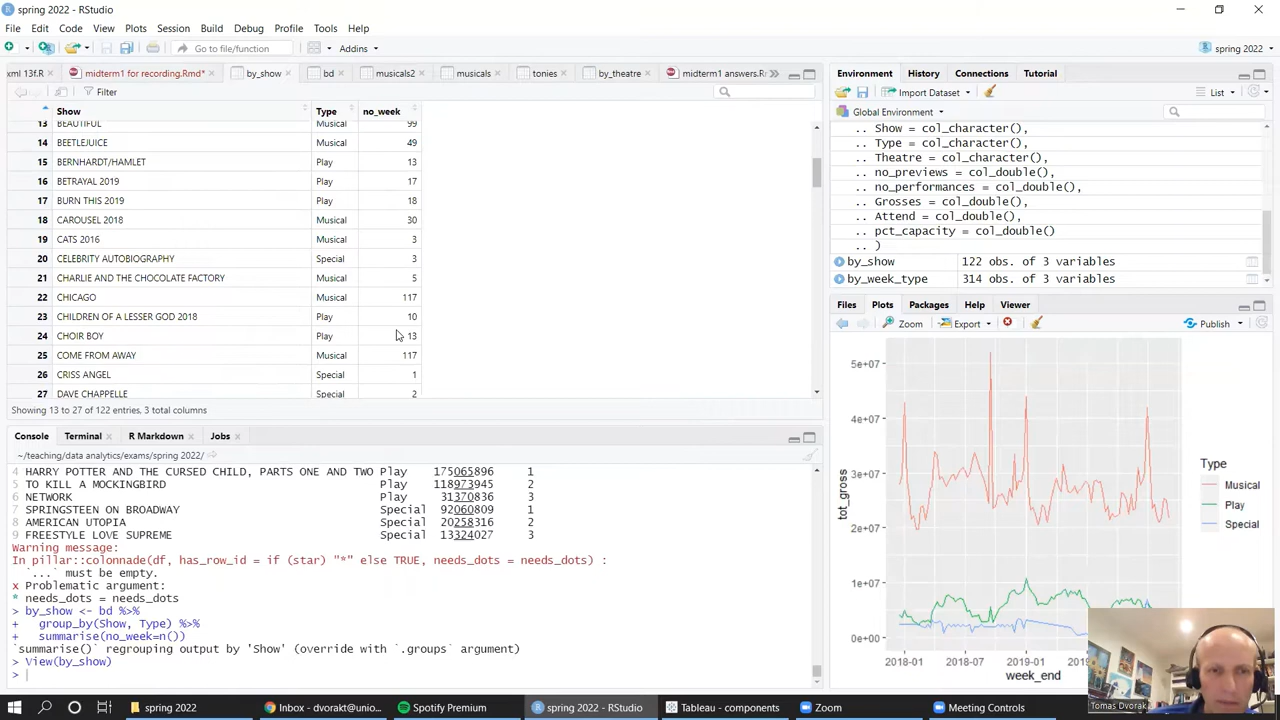 spring 2022 - RStudio
File Edit Code View Plots Session Build Debug Profile Tools Help
Go to file/function Addins spring 2022
xml 13f.R midterm1 for recording.Rmd* by_show bd musicals2 musicals tonies by_theatre midterm1 answers.R
Filter
Show Type no_week
13 BEAUTIFUL Musical 99
14 BEETLEJUICE Musical 49
15 BERNHARDT/HAMLET Play 13
16 BETRAYAL 2019 Play 17
17 BURN THIS 2019 Play 18
18 CAROUSEL 2018 Musical 30
19 CATS 2016 Musical 3
20 CELEBRITY AUTOBIOGRAPHY Special 3
21 CHARLIE AND THE CHOCOLATE FACTORY Musical 5
22 CHICAGO Musical 117
23 CHILDREN OF A LESSER GOD 2018 Play 10
24 CHOIR BOY Play 13
25 COME FROM AWAY Musical 117
26 CRISS ANGEL Special 1
27 DAVE CHAPPELLE Special 2
Showing 13 to 27 of 122 entries, 3 total columns
Console Terminal R Markdown Jobs
~/teaching/data analytics/exams/spring 2022/
4 HARRY POTTER AND THE CURSED CHILD, PARTS ONE AND TWO Play 175065896 1
5 TO KILL A MOCKINGBIRD Play 118973945 2
6 NETWORK Play 31370836 3
7 SPRINGSTEEN ON BROADWAY Special 92060809 1
8 AMERICAN UTOPIA Special 20258316 2
9 FREESTYLE LOVE SUPREME Special 13324027 3
Warning message:
In pillar::colonnade(df, has_row_id = if (star) "*" else TRUE, needs_dots = needs_dots) :
`...` must be empty.
x Problematic argument:
* needs_dots = needs_dots
> by_show <- bd %>%
+ group_by(Show, Type) %>%
+ summarise(no_week=n())
`summarise()` regrouping output by 'Show' (override with `.groups` argument)
> View(by_show)
>
Environment History Connections Tutorial
Import Dataset List
Global Environment
.. Show = col_character(),
.. Type = col_character(),
.. Theatre = col_character(),
.. no_previews = col_double(),
.. no_performances = col_double(),
.. Grosses = col_double(),
.. Attend = col_double(),
.. pct_capacity = col_double()
.. )
by_show 122 obs. of 3 variables
by_week_type 314 obs. of 3 variables
Files Plots Packages Help Viewer
Zoom Export Publish
5e+07
4e+07
3e+07
2e+07
1e+07
0e+00
tot_gross
2018-01 2018-07 2019-01
week_end
Type
Musical
Play
Special
Tomas Dvorak
spring 2022 Inbox - dvorakt@unio... Spotify Premium spring 2022 - RStudio Tableau - components Zoom Meeting Controls